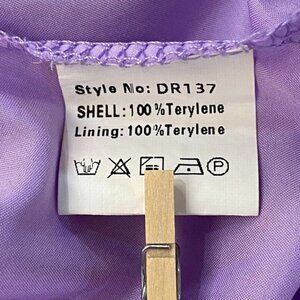 Style No: DR137
SHELL: 100%Terylene
Lining: 100%Terylene
P